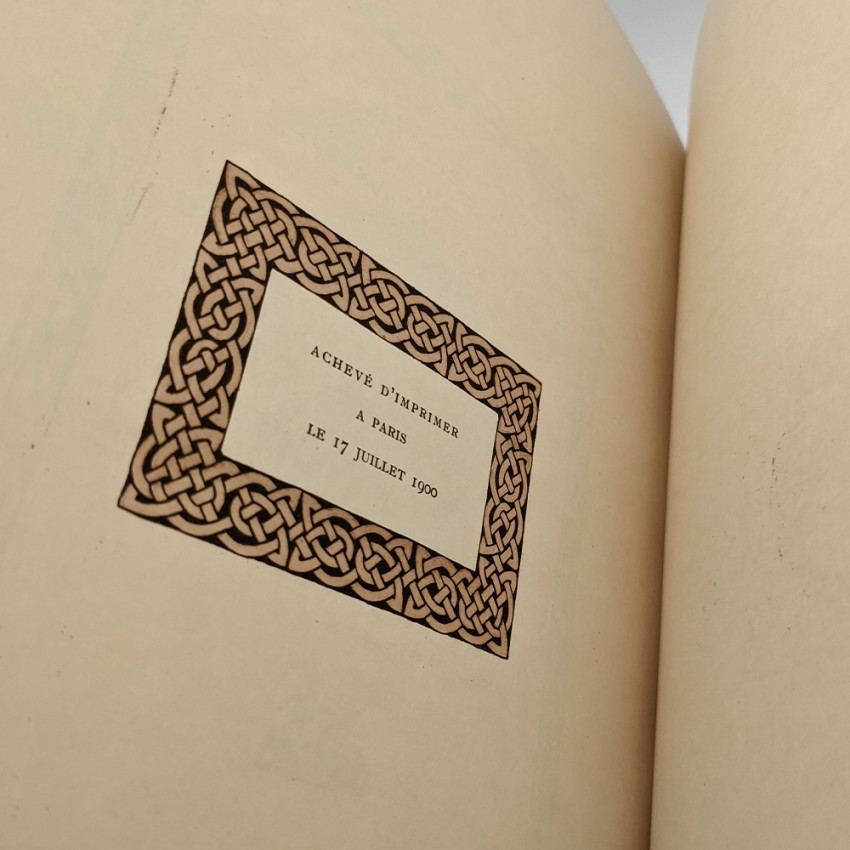 ACHEVÉ D'IMPRIMER
A PARIS
LE 17 JUILLET 1900